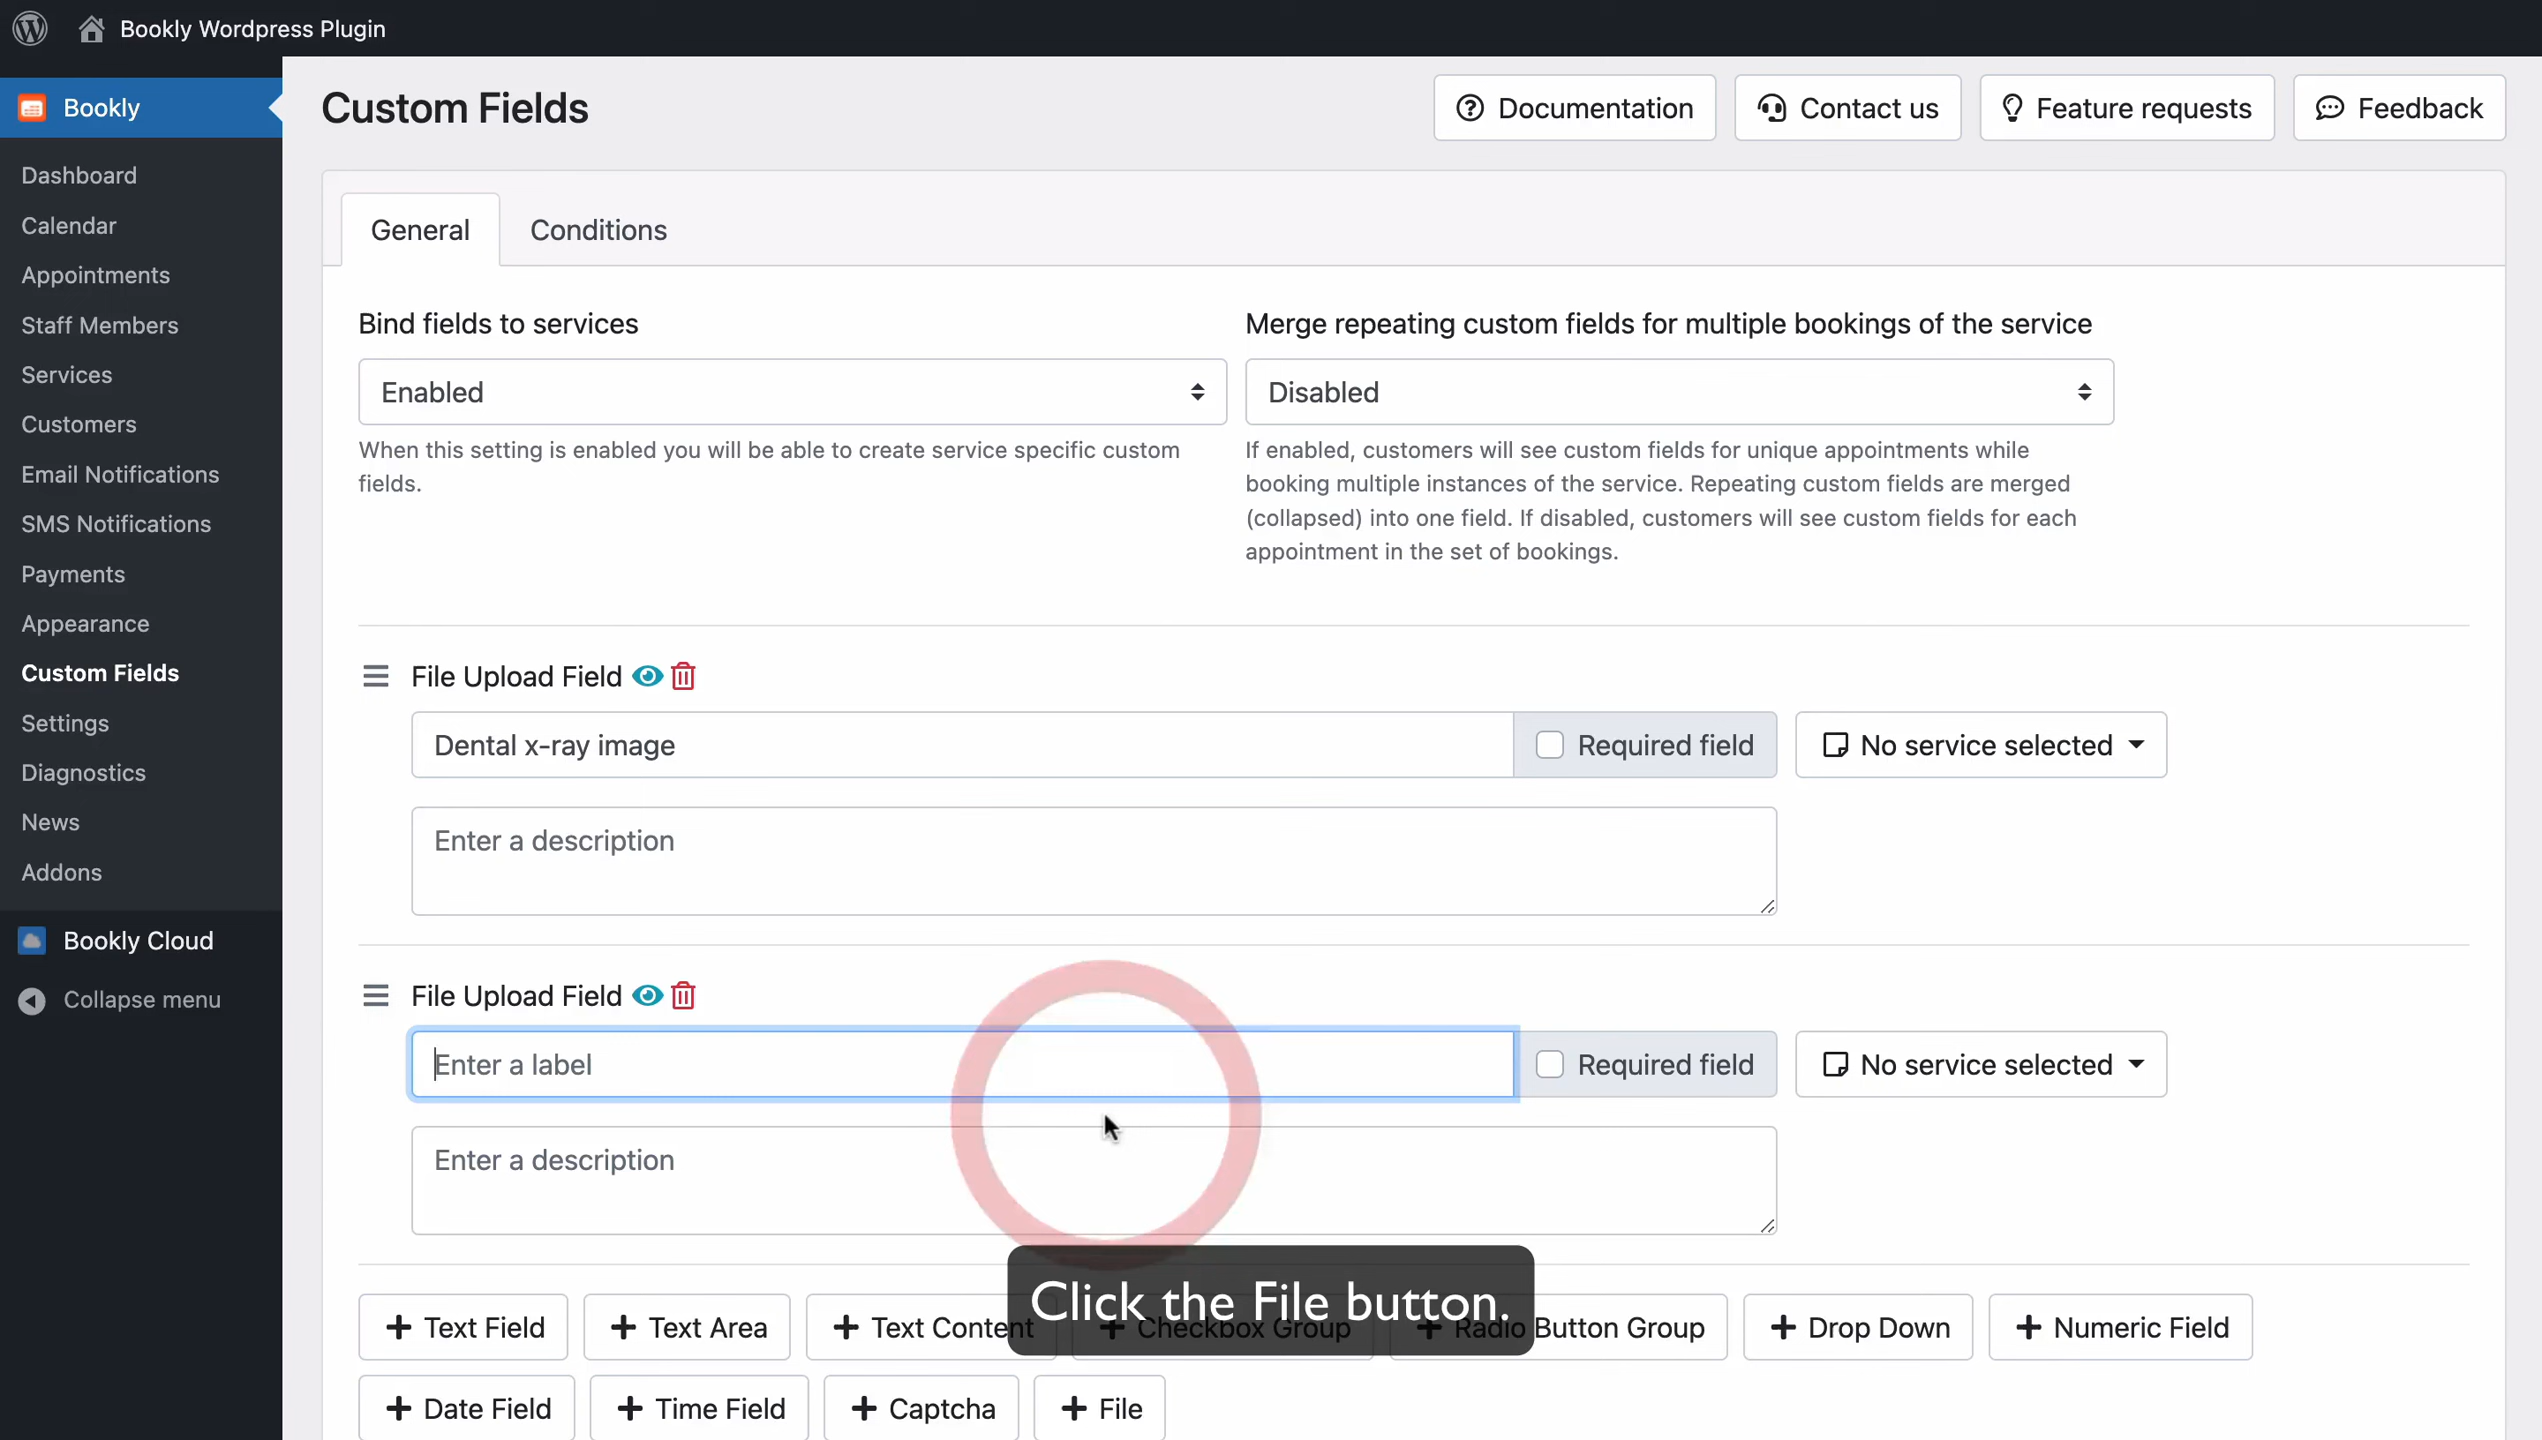 Bookly Wordpress Plugin
Bookly
Dashboard
Calendar
Appointments
Staff Members
Services
Customers
Email Notifications
SMS Notifications
Payments
Appearance
Custom Fields
Settings
Diagnostics
News
Addons
Bookly Cloud
Collapse menu
Custom Fields
Documentation
Contact us
Feature requests
Feedback
General
Conditions
Bind fields to services
Enabled
When this setting is enabled you will be able to create service specific custom
fields.
Merge repeating custom fields for multiple bookings of the service
Disabled
If enabled, customers will see custom fields for unique appointments while
booking multiple instances of the service. Repeating custom fields are merged
(collapsed) into one field. If disabled, customers will see custom fields for each
appointment in the set of bookings.
File Upload Field
Dental x-ray image
Required field
No service selected
Enter a description
File Upload Field
Enter a label
Required field
No service selected
Enter a description
Click the File button.
+ Text Field
+ Text Area
+ Text Content
+ Checkbox Group
+ Radio Button Group
+ Drop Down
+ Numeric Field
+ Date Field
+ Time Field
+ Captcha
+ File